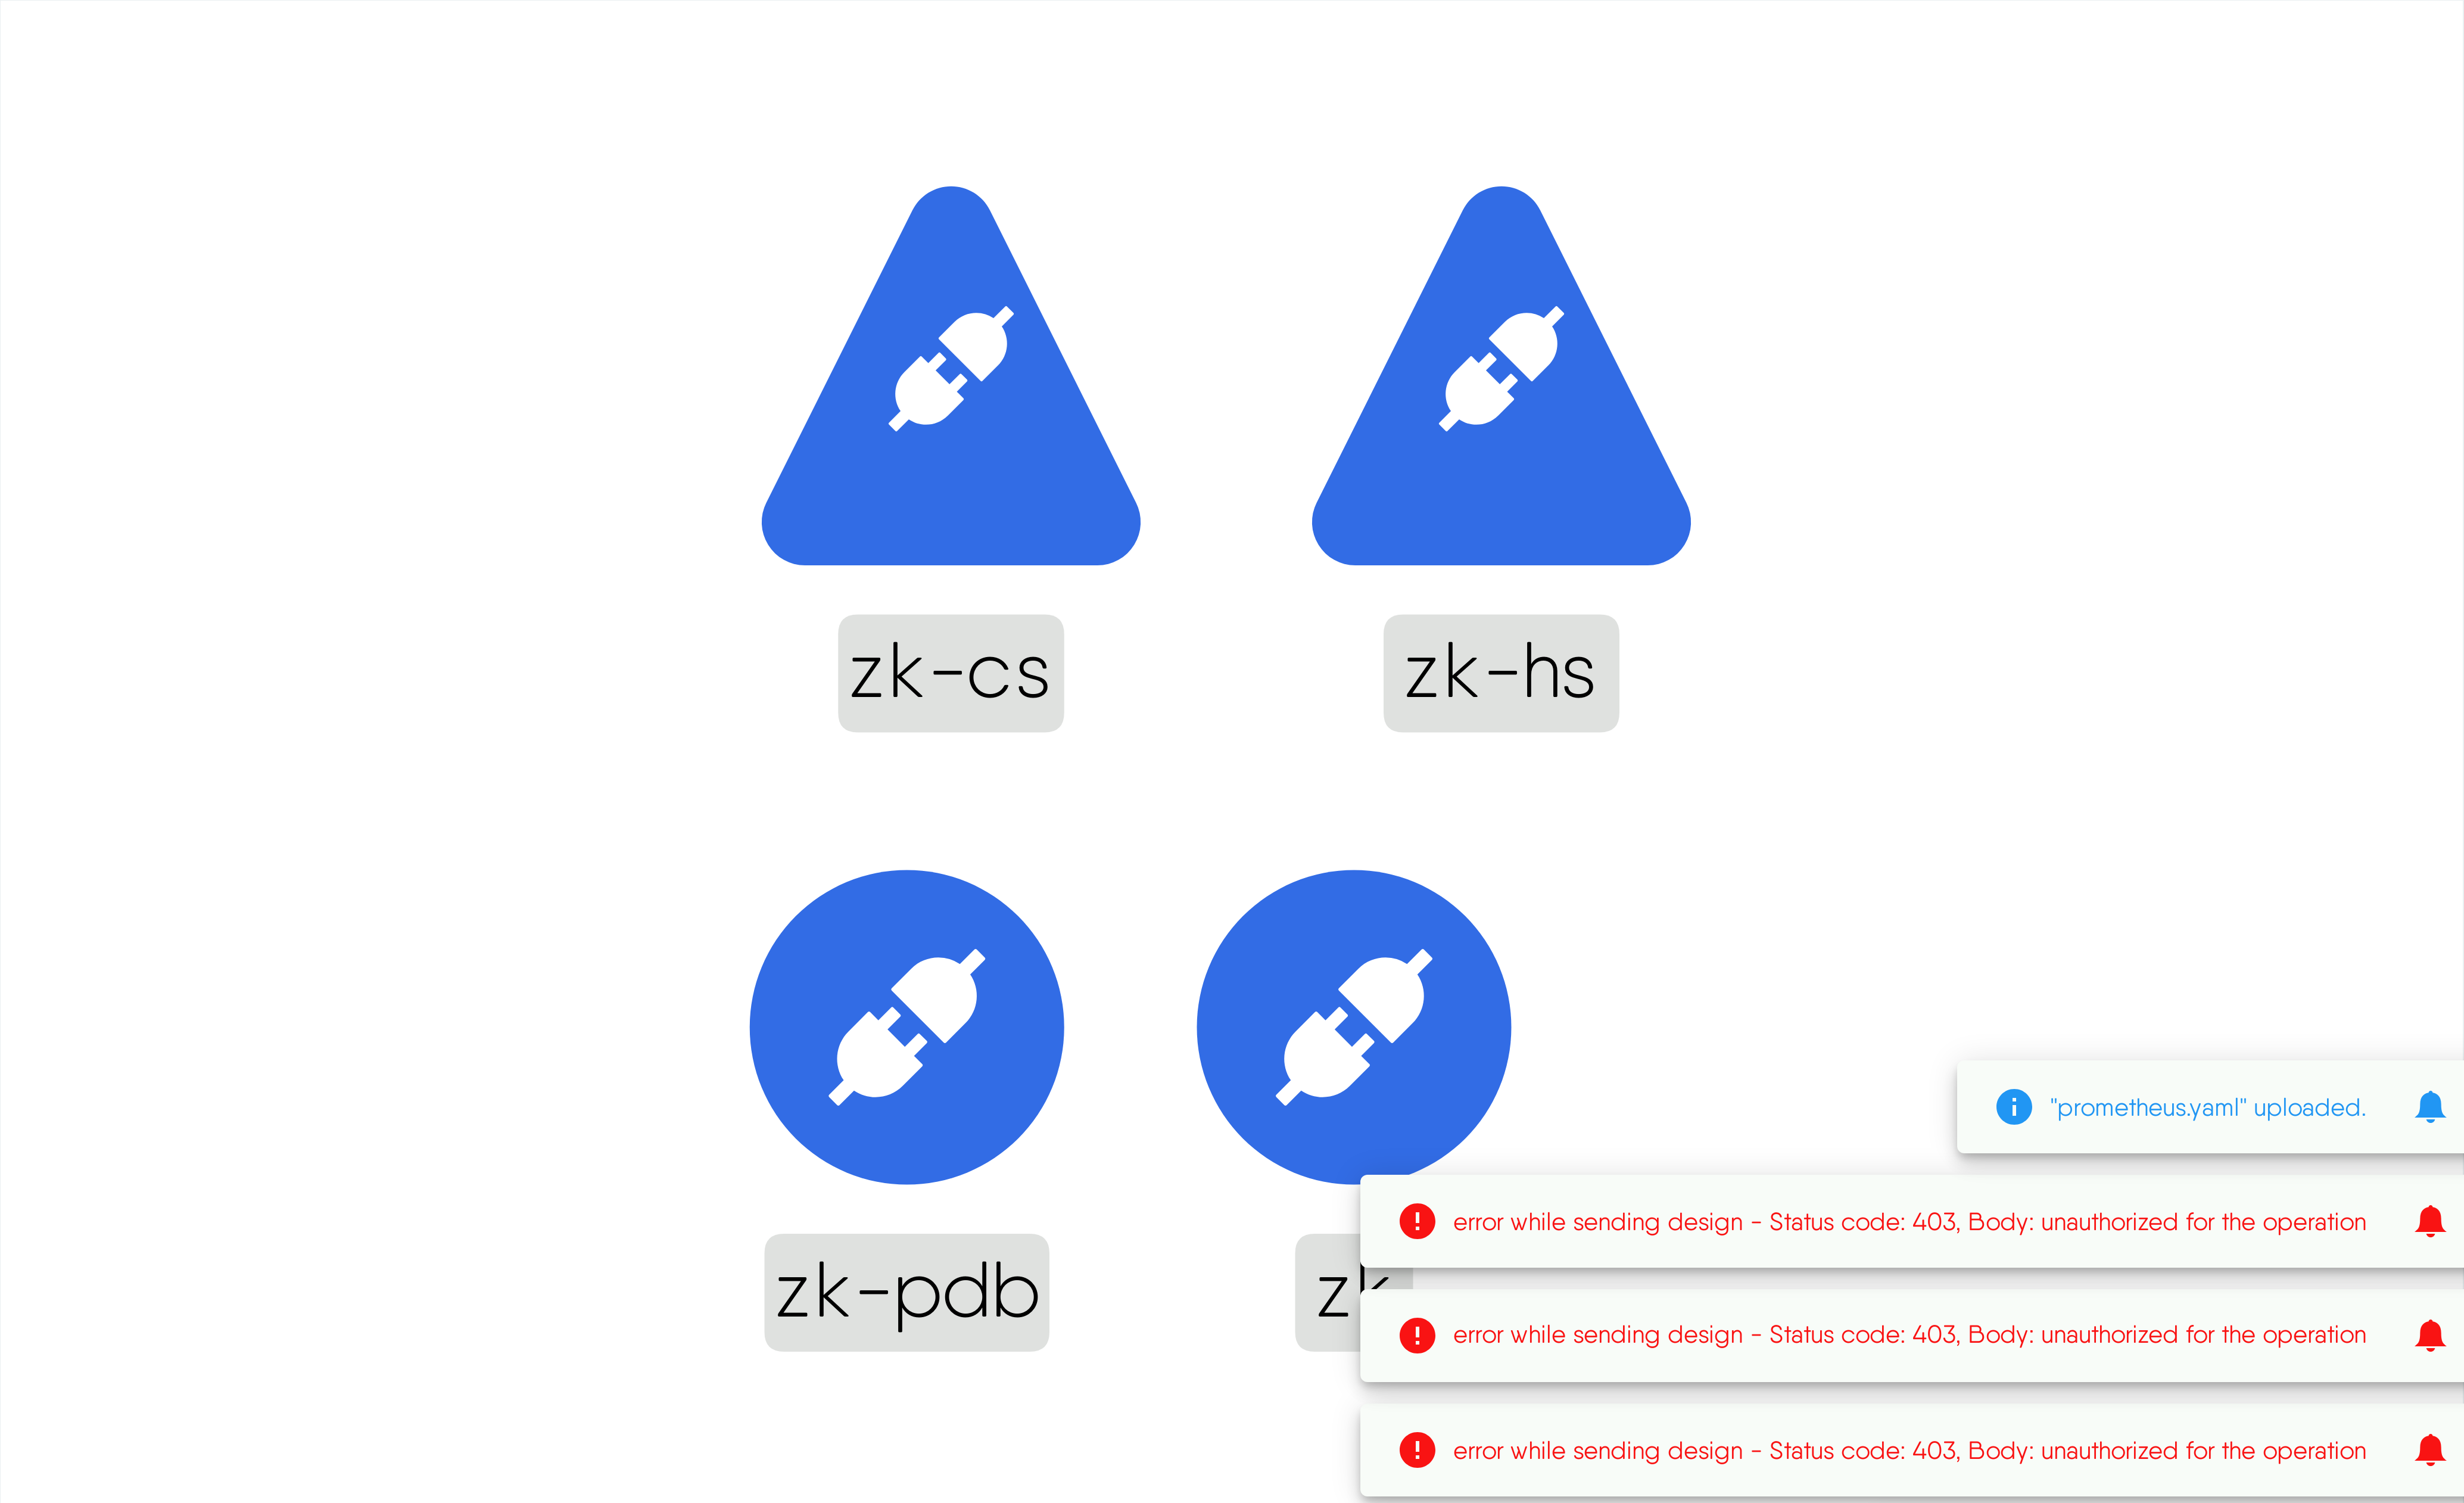 zk-cs
zk-hs
zk-pdb
zk
"prometheus.yaml" uploaded.
error while sending design - Status code: 403, Body: unauthorized for the operation
error while sending design - Status code: 403, Body: unauthorized for the operation
error while sending design - Status code: 403, Body: unauthorized for the operation